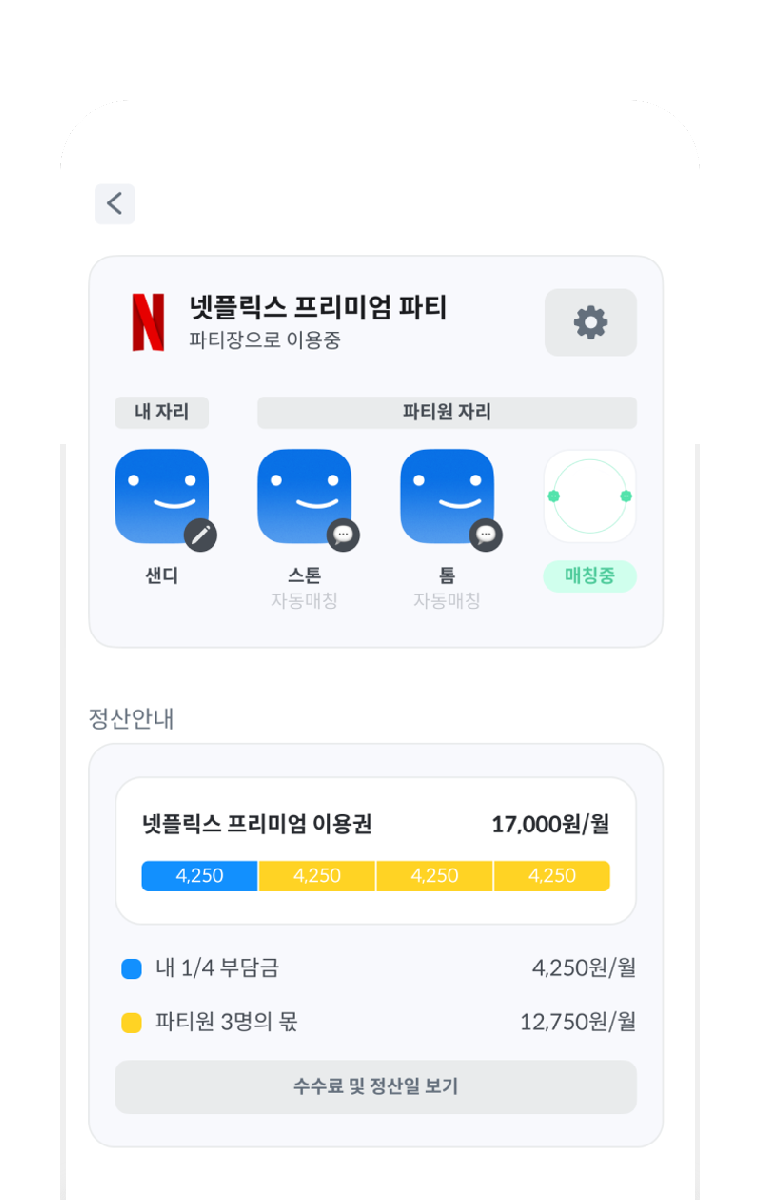 넷플릭스 프리미엄 파티
파티장으로 이용중
내 자리
파티원 자리
샌디
스톤
톰
매칭중
자동매칭
자동매칭
정산안내
넷플릭스 프리미엄 이용권 17,000원/월
4,250 4,250 4,250 4,250
내 1/4 부담금 4,250원/월
파티원 3명의 몫 12,750원/월
수수료 및 정산일 보기